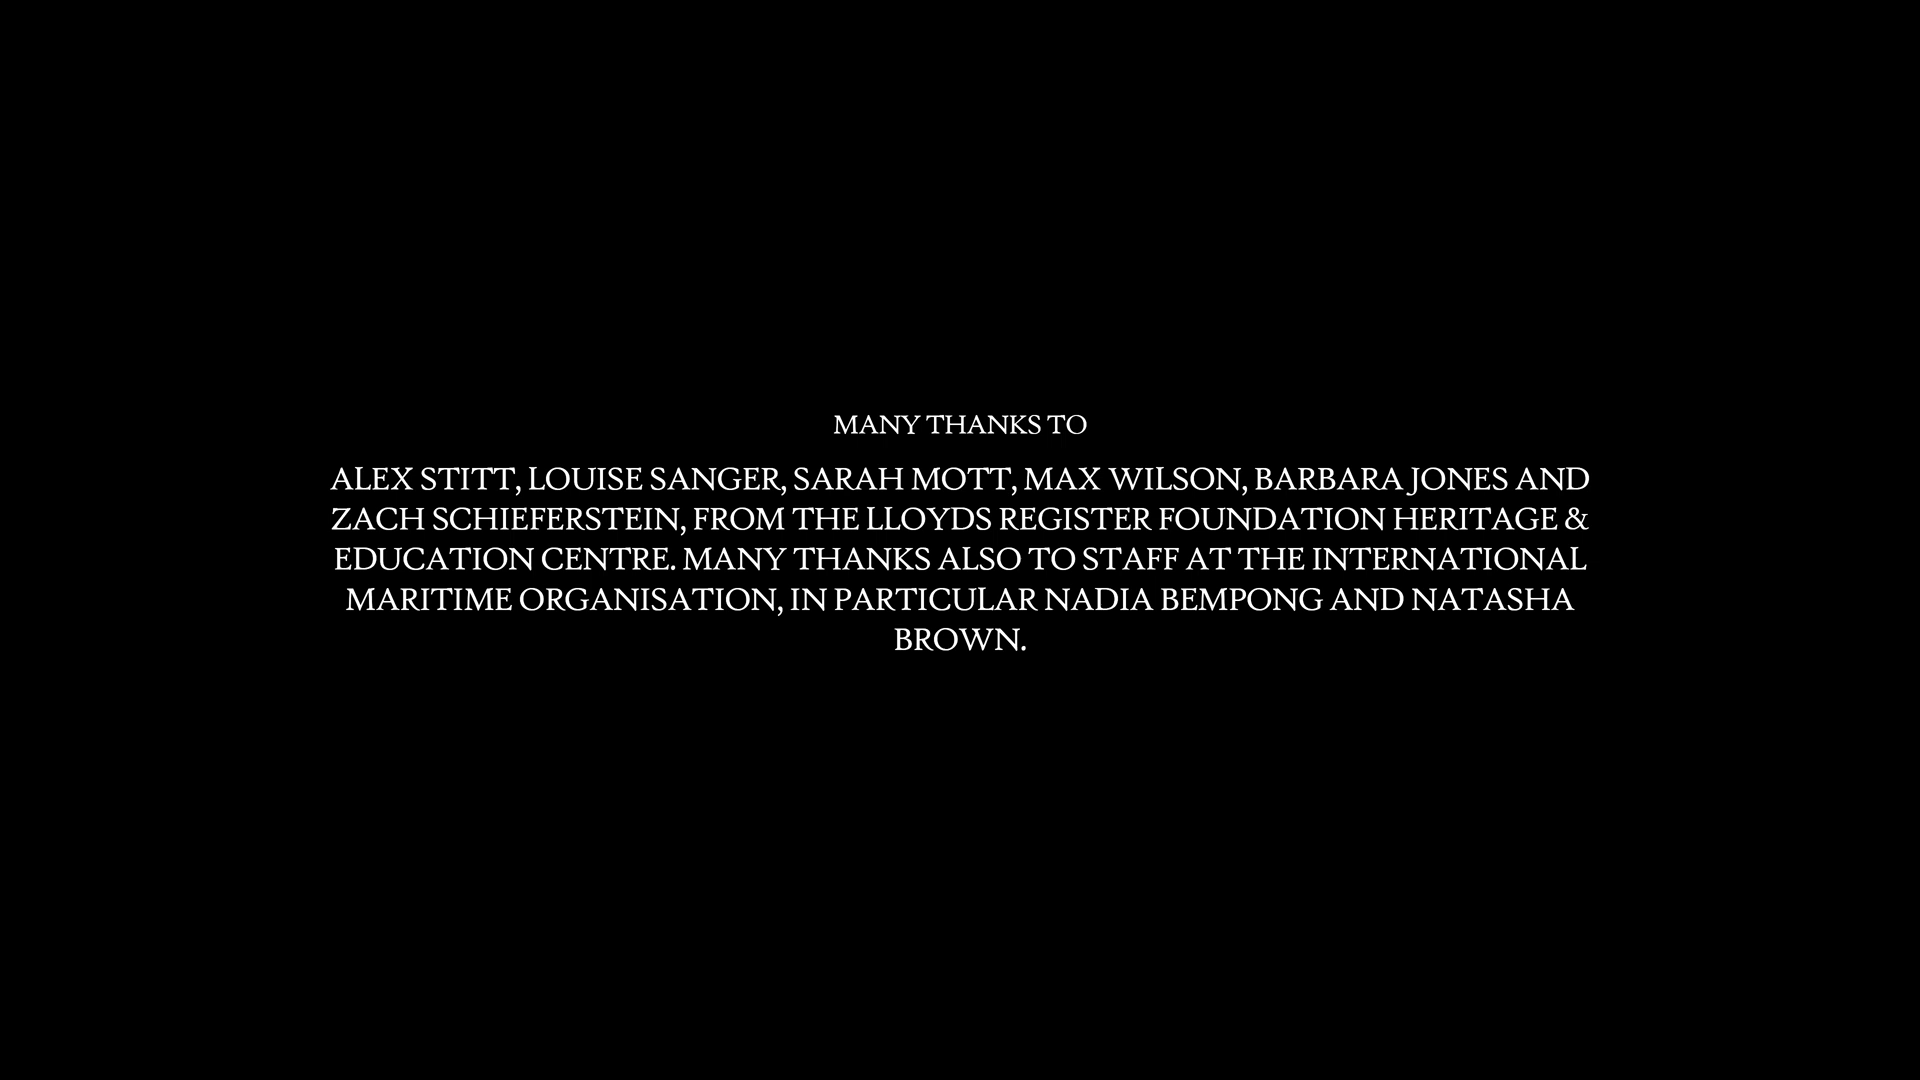 MANY THANKS TO
ALEX STITT, LOUISE SANGER, SARAH MOTT, MAX WILSON, BARBARA JONES AND
ZACH SCHIEFERSTEIN, FROM THE LLOYDS REGISTER FOUNDATION HERITAGE &
EDUCATION CENTRE. MANY THANKS ALSO TO STAFF AT THE INTERNATIONAL
MARITIME ORGANISATION, IN PARTICULAR NADIA BEMPONG AND NATASHA
BROWN.